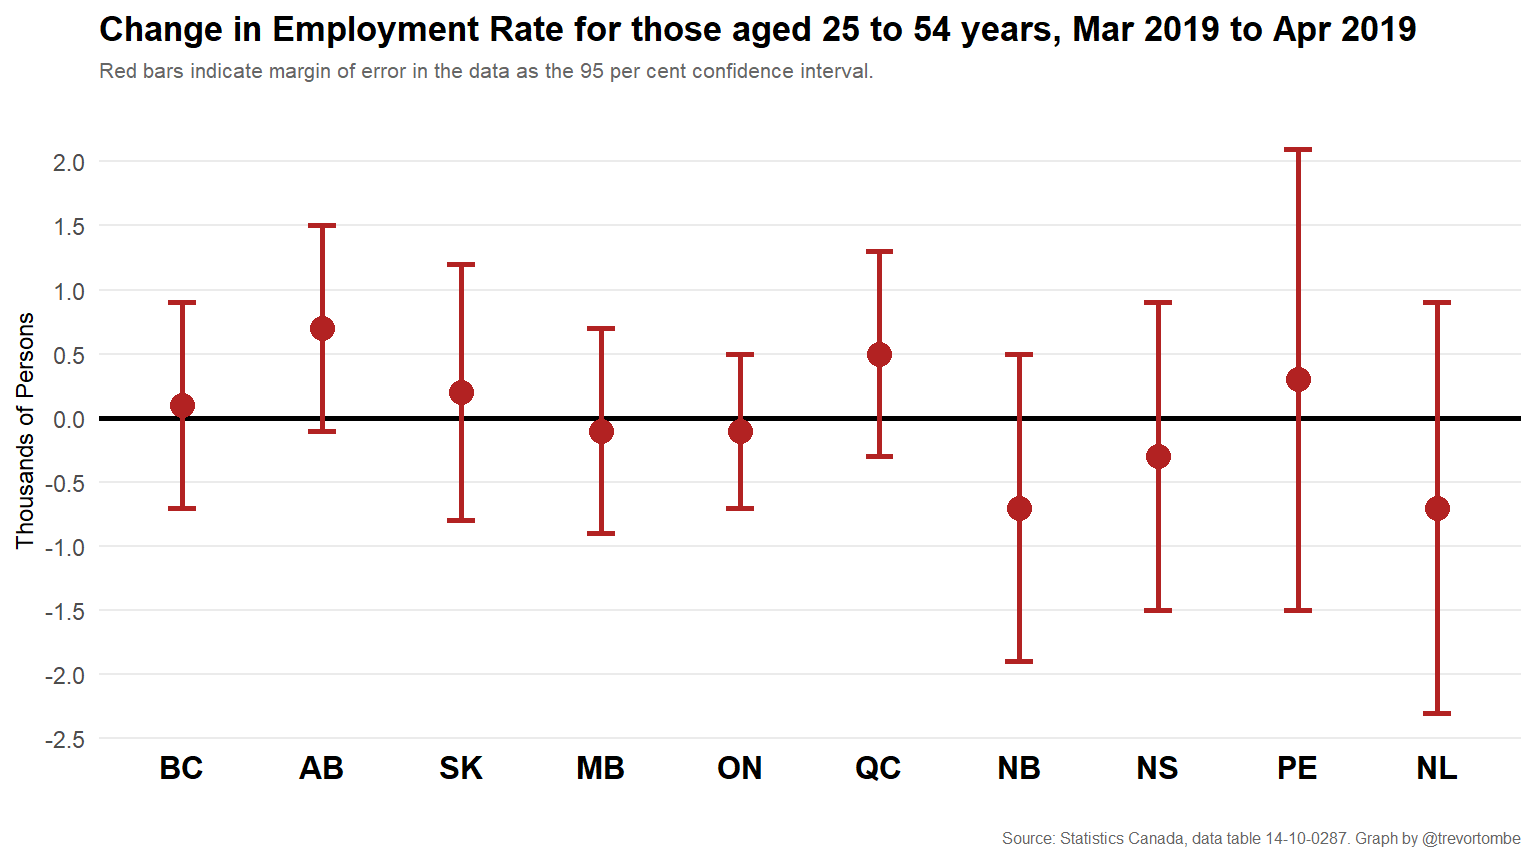 Change in Employment Rate for those aged 25 to 54 years, Mar 2019 to Apr 2019
Red bars indicate margin of error in the data as the 95 per cent confidence interval.
Thousands of Persons
2.0
1.5
1.0
0.5
0.0
-0.5
-1.0
-1.5
-2.0
-2.5
BC AB SK MB ON QC NB NS PE NL
Source: Statistics Canada, data table 14-10-0287. Graph by @trevortombe